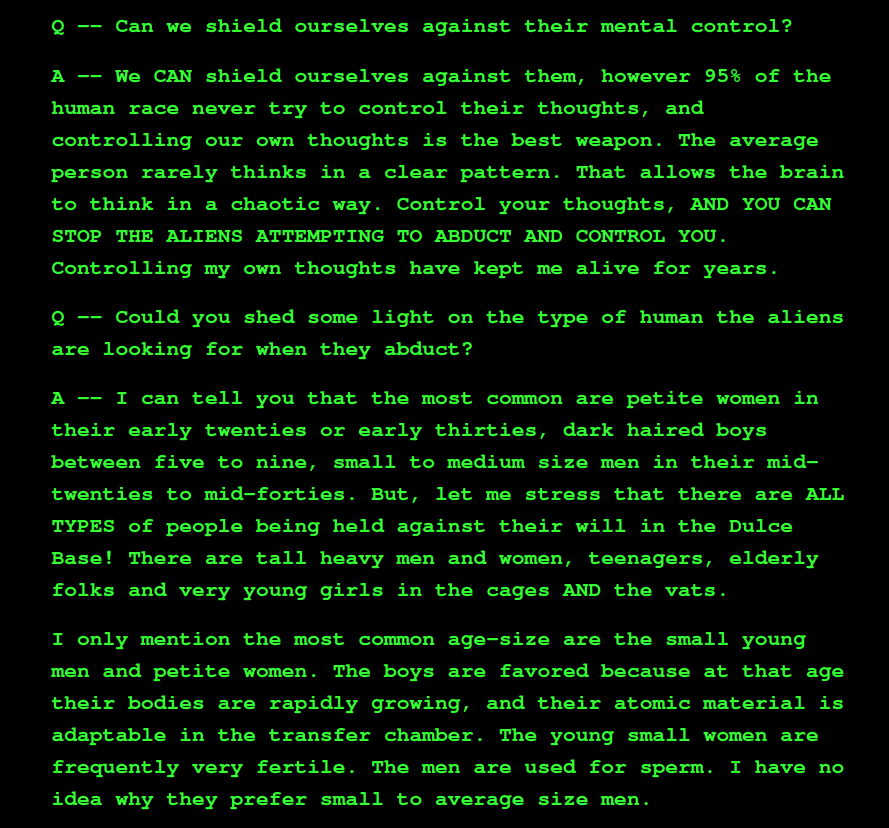 Q –– Can we shield ourselves against their mental control?
A –– We CAN shield ourselves against them, however 95% of the
human race never try to control their thoughts, and
controlling our own thoughts is the best weapon. The average
person rarely thinks in a clear pattern. That allows the brain
to think in a chaotic way. Control your thoughts, AND YOU CAN
STOP THE ALIENS ATTEMPTING TO ABDUCT AND CONTROL YOU.
Controlling my own thoughts have kept me alive for years.
Q –– Could you shed some light on the type of human the aliens
are looking for when they abduct?
A –– I can tell you that the most common are petite women in
their early twenties or early thirties, dark haired boys
between five to nine, small to medium size men in their mid–
twenties to mid–forties. But, let me stress that there are ALL
TYPES of people being held against their will in the Dulce
Base! There are tall heavy men and women, teenagers, elderly
folks and very young girls in the cages AND the vats.
I only mention the most common age–size are the small young
men and petite women. The boys are favored because at that age
their bodies are rapidly growing, and their atomic material is
adaptable in the transfer chamber. The young small women are
frequently very fertile. The men are used for sperm. I have no
idea why they prefer small to average size men.